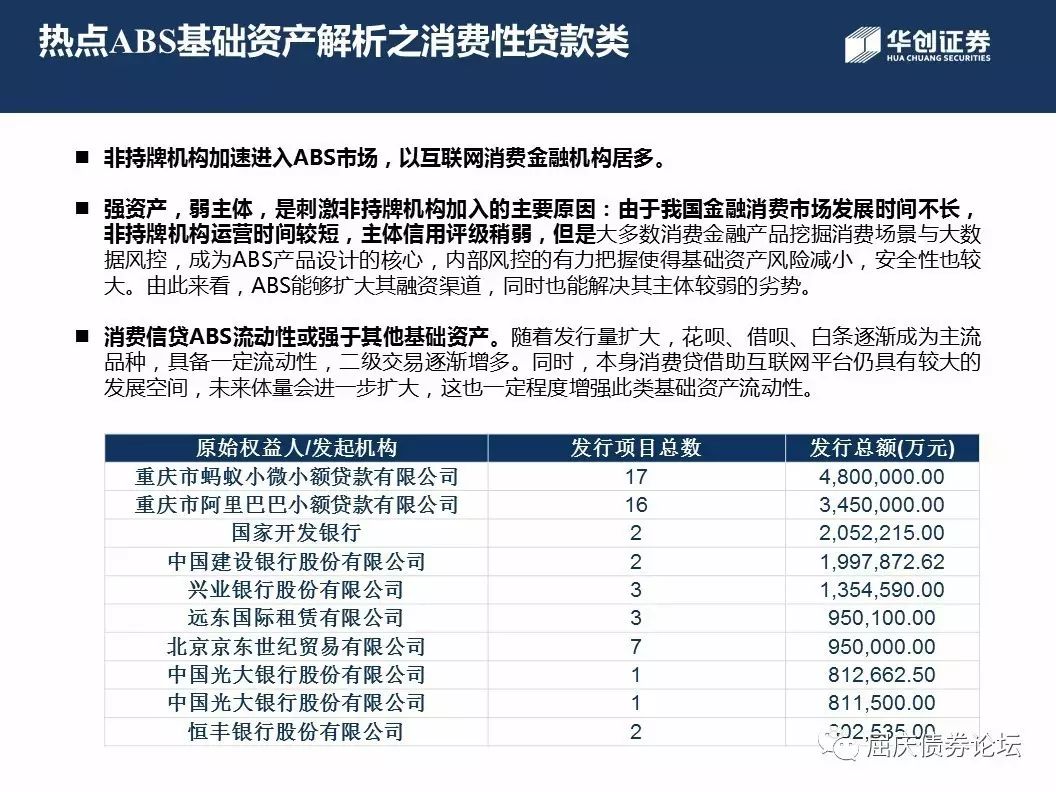 热点ABS基础资产解析之消费性贷款类
华创证券
HUA CHUANG SECURITIES
■ 非持牌机构加速进入ABS市场，以互联网消费金融机构居多。
■ 强资产，弱主体，是刺激非持牌机构加入的主要原因：由于我国金融消费市场发展时间不长，
非持牌机构运营时间较短，主体信用评级稍弱，但是大多数消费金融产品挖掘消费场景与大数
据风控，成为ABS产品设计的核心，内部风控的有力把握使得基础资产风险减小，安全性也较
大。由此来看，ABS能够扩大其融资渠道，同时也能解决其主体较弱的劣势。
■ 消费信贷ABS流动性或强于其他基础资产。随着发行量扩大，花呗、借呗、白条逐渐成为主流
品种，具备一定流动性，二级交易逐渐增多。同时，本身消费贷借助互联网平台仍具有较大的
发展空间，未来体量会进一步扩大，这也一定程度增强此类基础资产流动性。
原始权益人/发起机构 发行项目总数 发行总额(万元)
重庆市蚂蚁小微小额贷款有限公司 17 4,800,000.00
重庆市阿里巴巴小额贷款有限公司 16 3,450,000.00
国家开发银行 2 2,052,215.00
中国建设银行股份有限公司 2 1,997,872.62
兴业银行股份有限公司 3 1,354,590.00
远东国际租赁有限公司 3 950,100.00
北京京东世纪贸易有限公司 7 950,000.00
中国光大银行股份有限公司 1 812,662.50
中国光大银行股份有限公司 1 811,500.00
恒丰银行股份有限公司 2
屈庆债券论坛